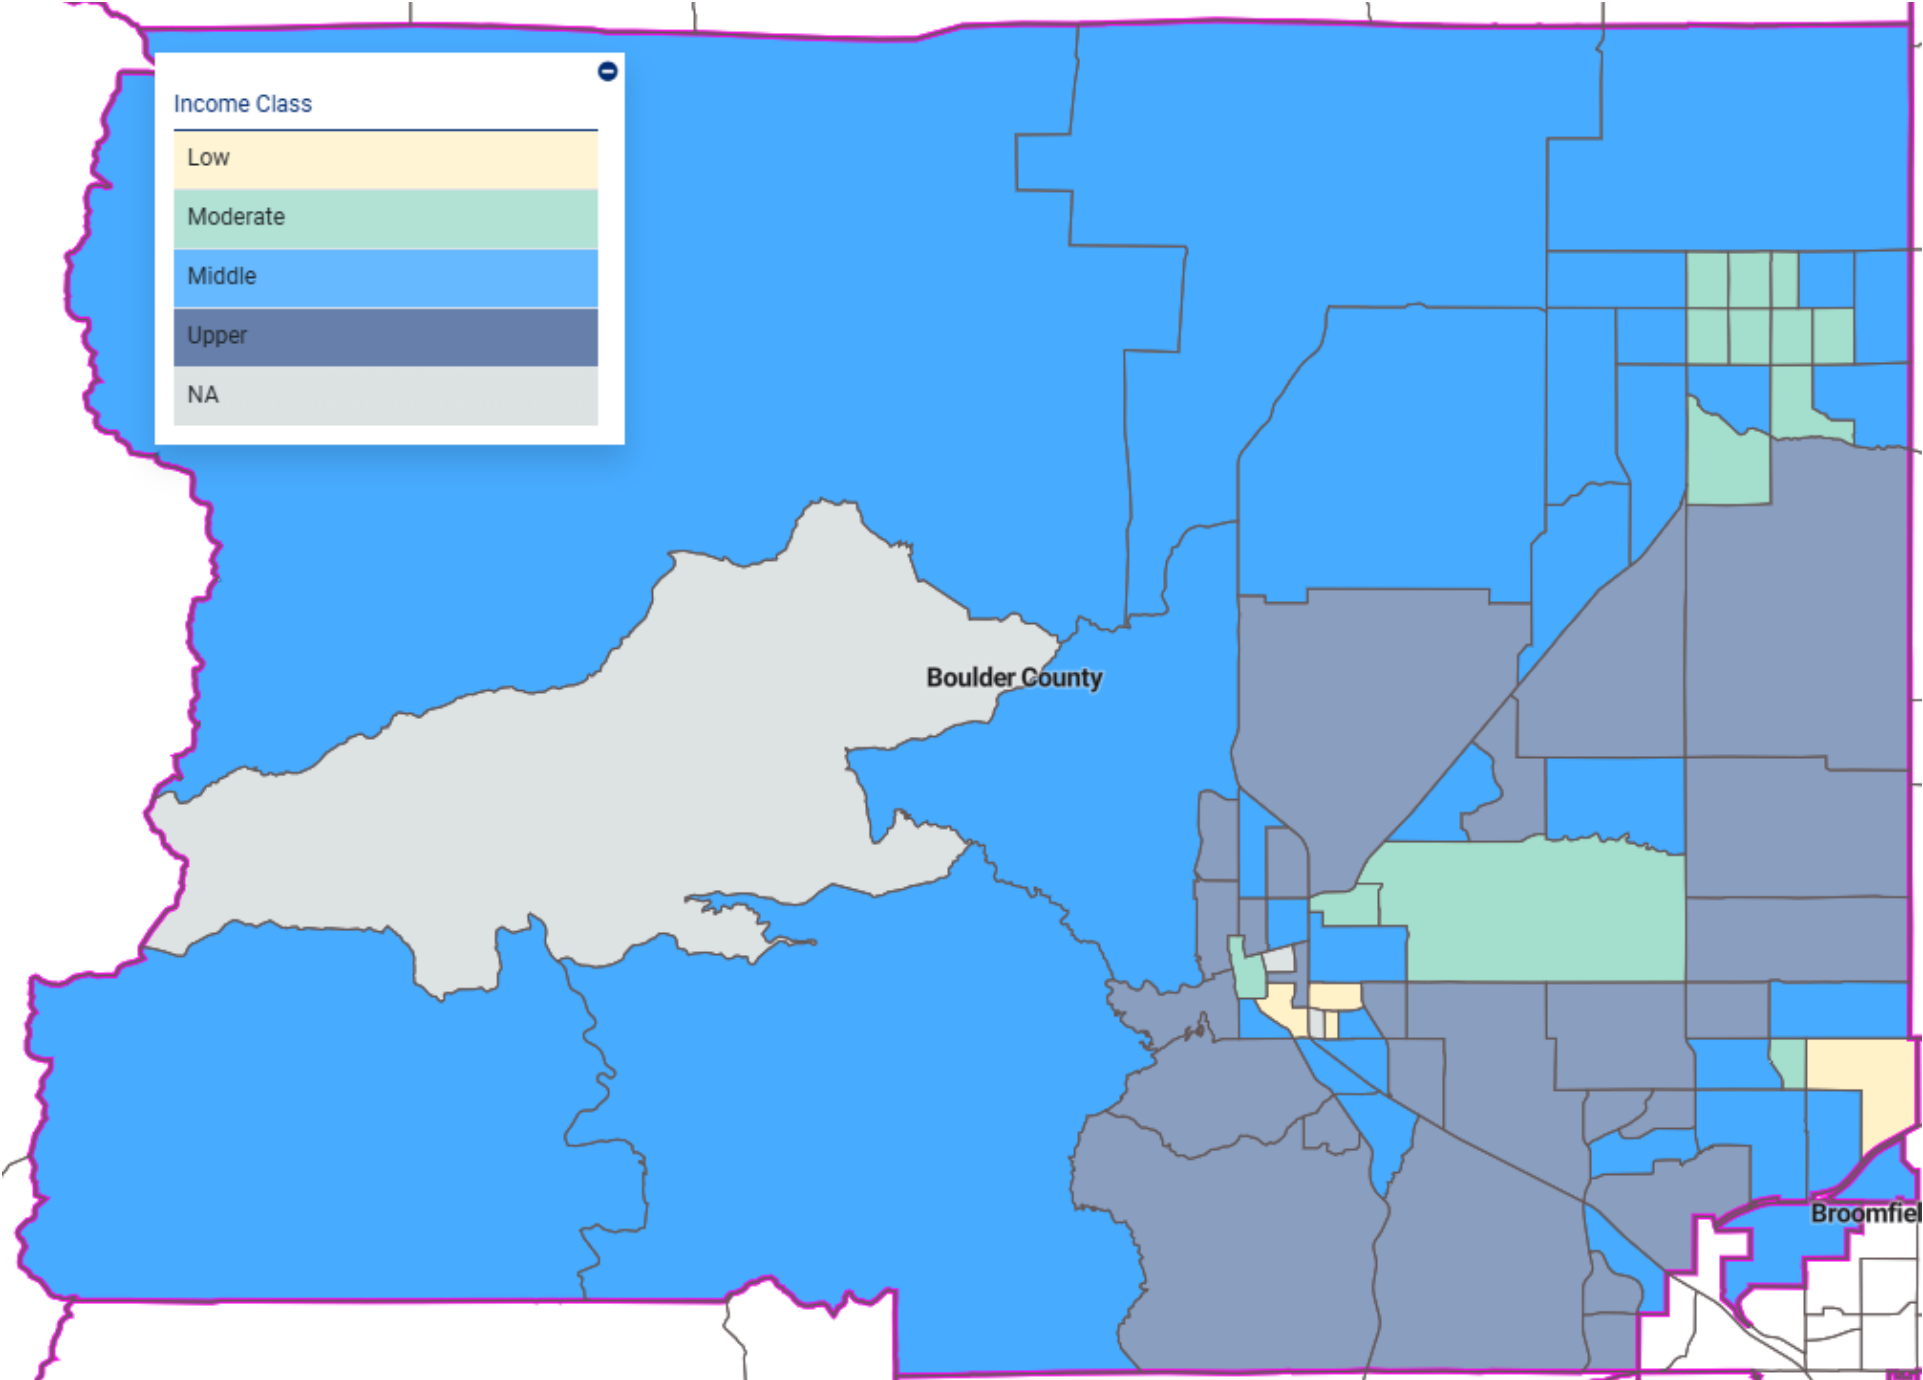 Income Class
Low
Moderate
Middle
Upper
NA
Boulder County
Broomfiel